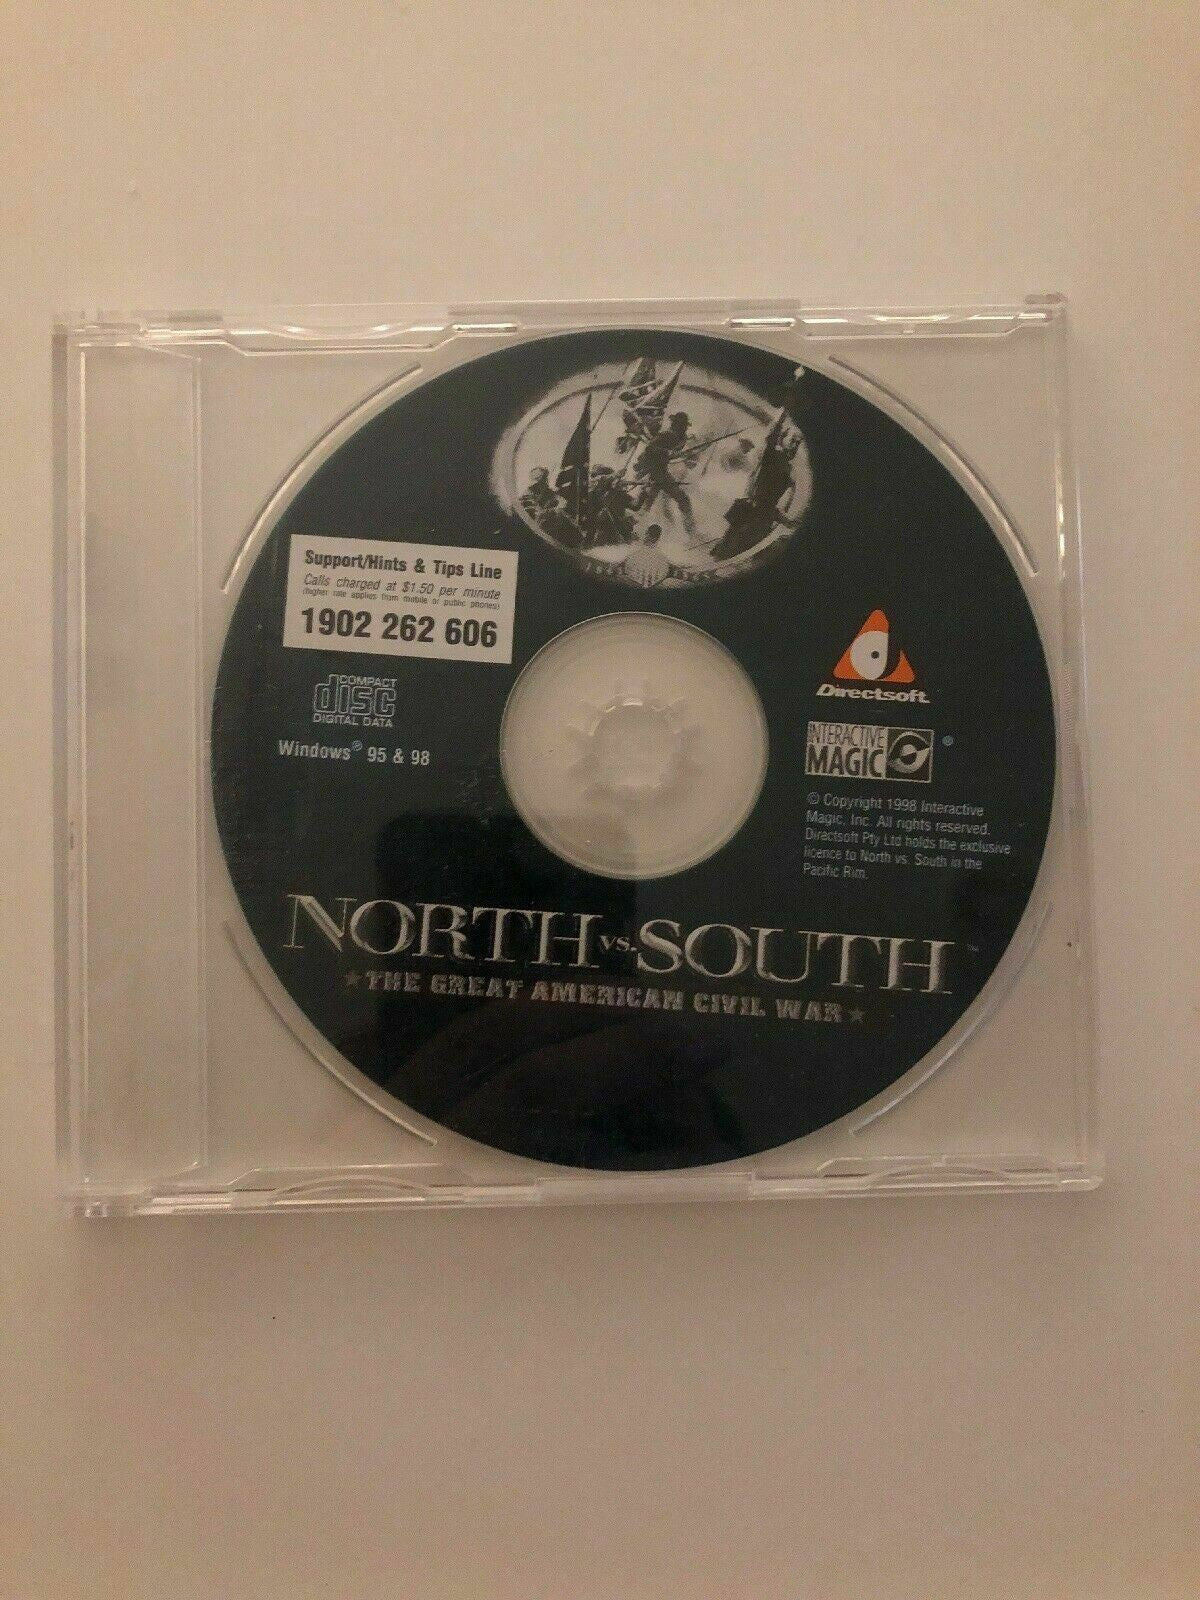 Support/Hints & Tips Line
Calls charged at $1.50 per minute
(higher rate applies from mobile or public phones)
1902 262 606
COMPACT
disc
DIGITAL DATA
Windows® 95 & 98
Directsoft
INTERACTIVE
MAGIC ®
© Copyright 1998 Interactive
Magic, Inc. All rights reserved.
Directsoft Pty Ltd holds the exclusive
licence to North vs. South in the
Pacific Rim.
NORTH vs. SOUTH™
★THE GREAT AMERICAN CIVIL WAR★